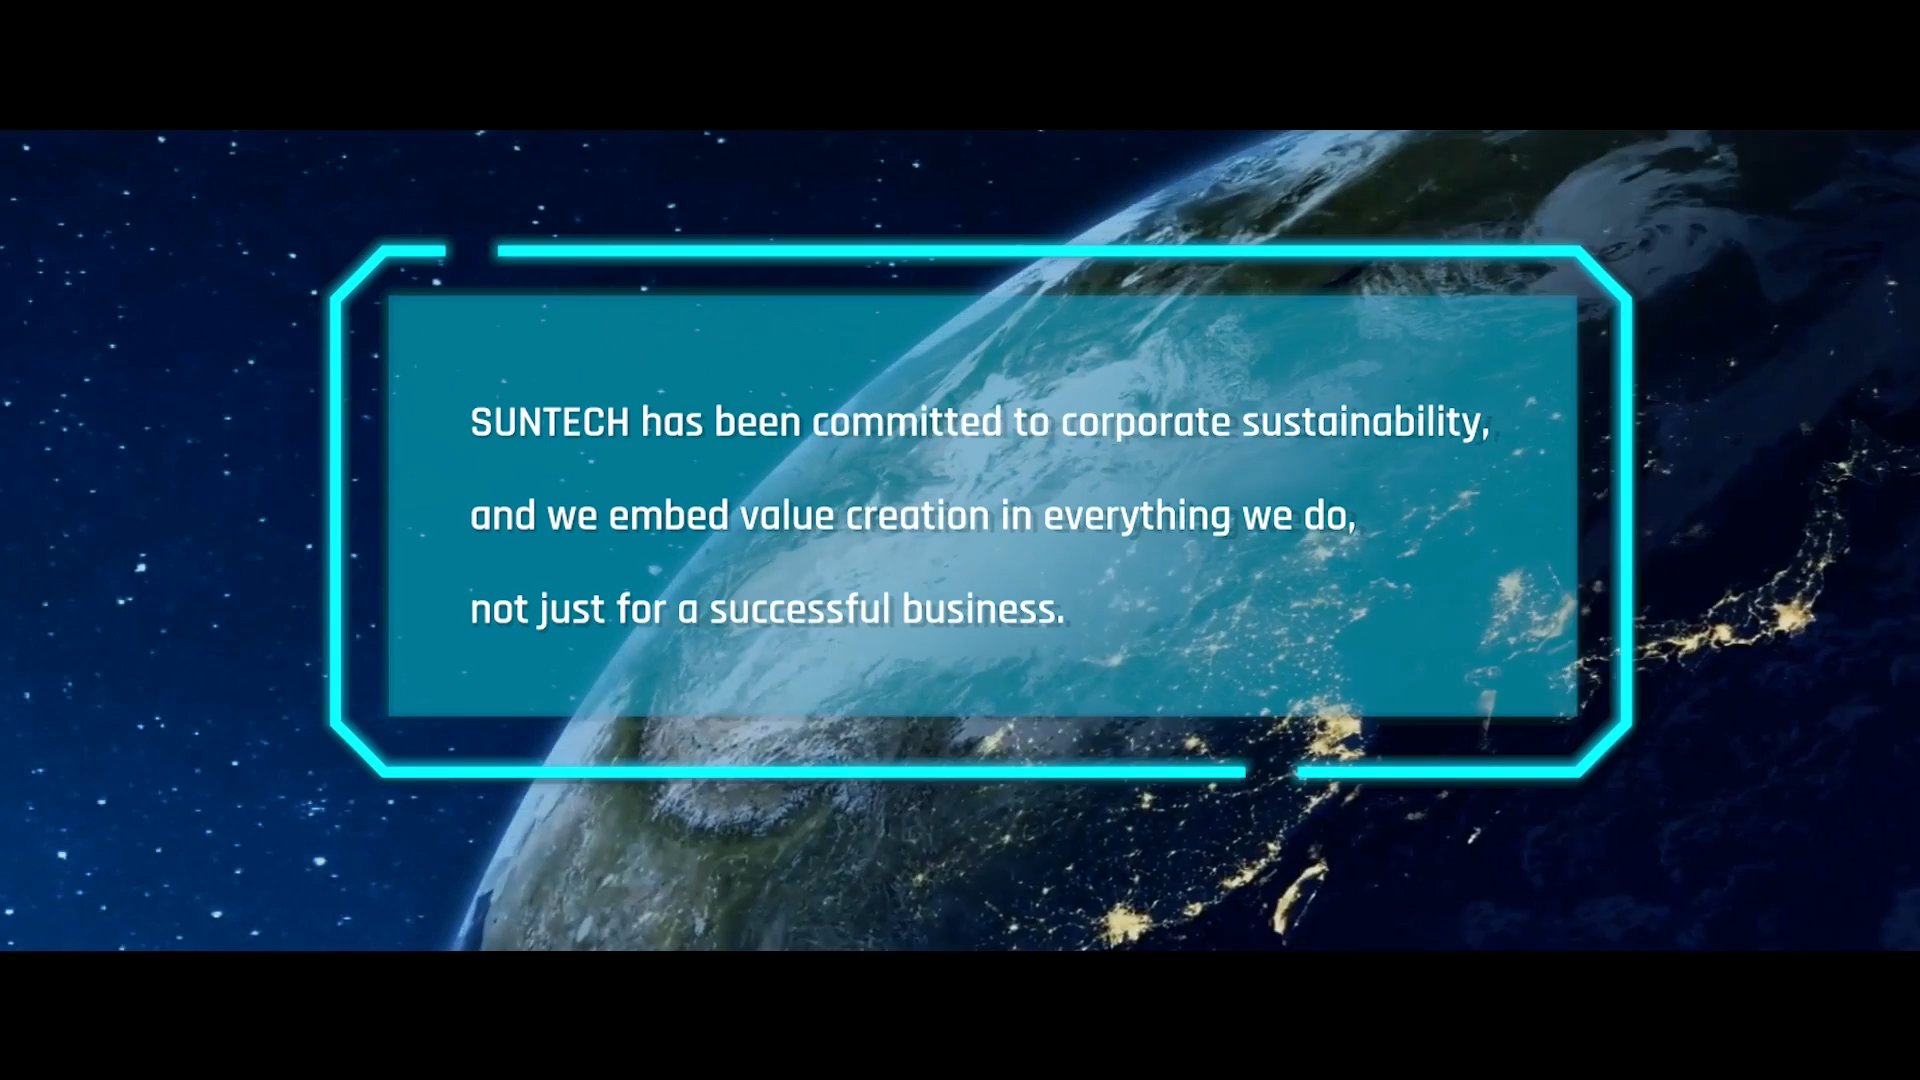 SUNTECH has been committed to corporate sustainability,
and we embed value creation in everything we do,
not just for a successful business.